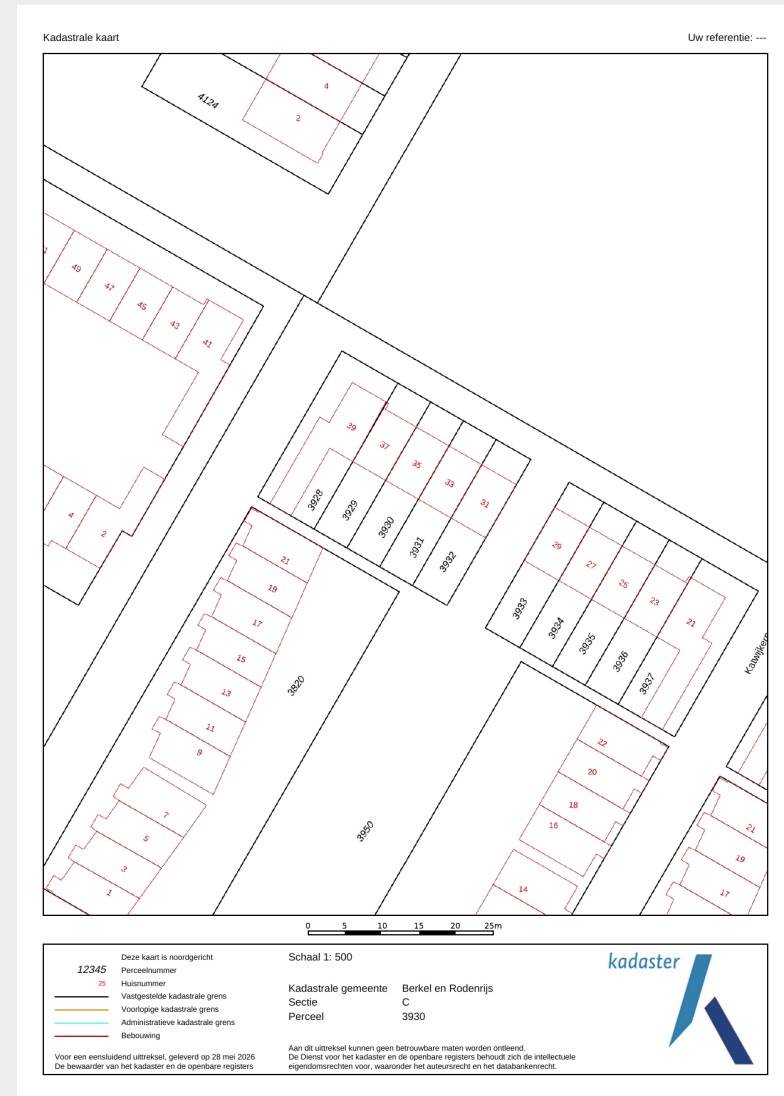 Kadastrale kaart
Uw referentie: ---
4124
4
2
49
47
45
43
41
39
37
35
33
31
3928
3929
3930
3931
3932
29
27
25
23
21
3933
3934
3935
3936
3937
4
2
21
19
17
15
13
11
9
7
5
3
1
3820
3950
22
20
18
16
14
21
19
17
0 5 10 15 20 25m
Deze kaart is noordgericht
12345 Perceelnummer
25 Huisnummer
Vastgestelde kadastrale grens
Voorlopige kadastrale grens
Administratieve kadastrale grens
Bebouwing
Voor een eensluidend uittreksel, geleverd op 28 mei 2026
De bewaarder van het kadaster en de openbare registers
Schaal 1: 500
Kadastrale gemeente Berkel en Rodenrijs
Sectie C
Perceel 3930
Aan dit uittreksel kunnen geen betrouwbare maten worden ontleend.
De Dienst voor het kadaster en de openbare registers behoudt zich de intellectuele
eigendomsrechten voor, waaronder het auteursrecht en het databankenrecht.
kadaster